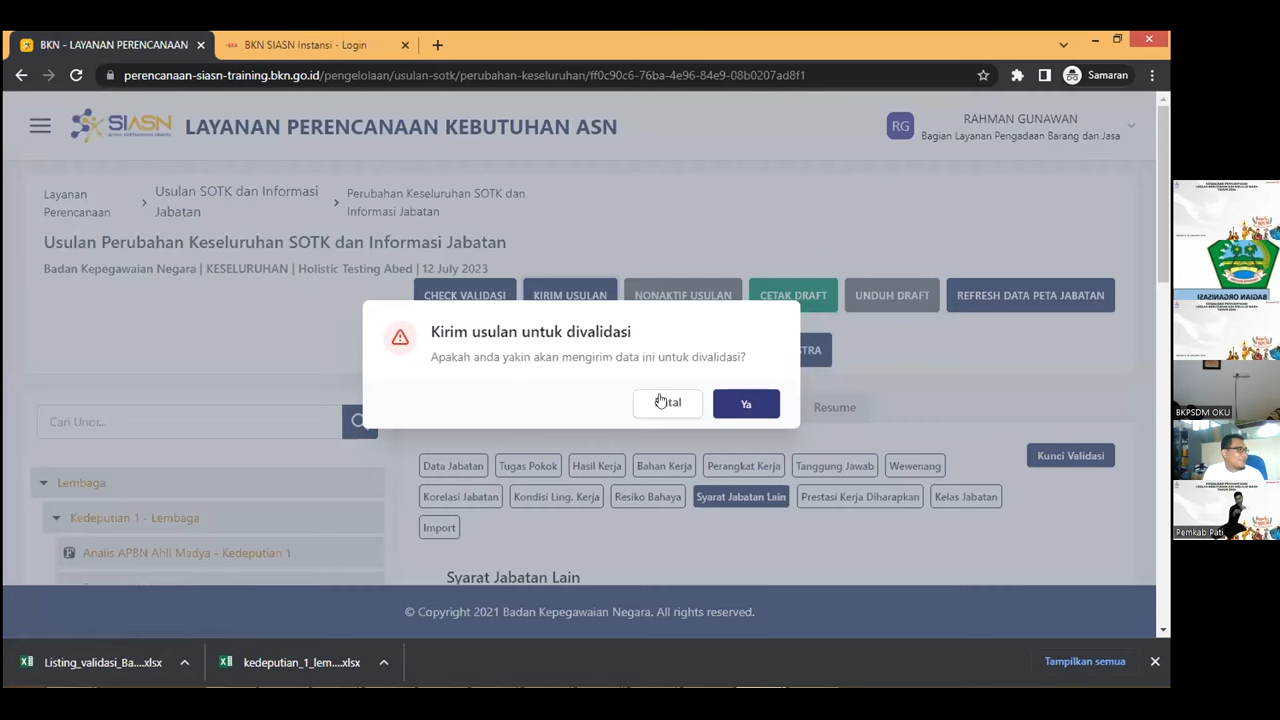 BKN - LAYANAN PERENCANAAN
BKN SIASN Instansi - Login
perencanaan-siasn-training.bkn.go.id/pengelolaan/usulan-sotk/perubahan-keseluruhan/ff0c90c6-76ba-4e96-84e9-08b0207ad8f1
Samaran
SIASN
LAYANAN PERENCANAAN KEBUTUHAN ASN
RG
RAHMAN GUNAWAN
Bagian Layanan Pengadaan Barang dan Jasa
Layanan Perencanaan
Usulan SOTK dan Informasi Jabatan
Perubahan Keseluruhan SOTK dan Informasi Jabatan
Usulan Perubahan Keseluruhan SOTK dan Informasi Jabatan
Badan Kepegawaian Negara | KESELURUHAN | Holistic Testing Abed | 12 July 2023
CHECK VALIDASI
KIRIM USULAN
NONAKTIF USULAN
CETAK DRAFT
UNDUH DRAFT
REFRESH DATA PETA JABATAN
Kirim usulan untuk divalidasi
Apakah anda yakin akan mengirim data ini untuk divalidasi?
Ya
Resume
Cari Unor...
Data Jabatan
Tugas Pokok
Hasil Kerja
Bahan Kerja
Perangkat Kerja
Tanggung Jawab
Wewenang
Kunci Validasi
Korelasi Jabatan
Kondisi Ling. Kerja
Resiko Bahaya
Syarat Jabatan Lain
Prestasi Kerja Diharapkan
Kelas Jabatan
Import
Lembaga
Kedeputian 1 - Lembaga
Analis APBN Ahli Madya - Kedeputian 1
Syarat Jabatan Lain
© Copyright 2021 Badan Kepegawaian Negara. All rights reserved.
Listing_validasi_Ba....xlsx
kedeputian_1_lem....xlsx
Tampilkan semua
BAGIAN ORGANISASI
BKPSDM OKU
Pemkab Pati